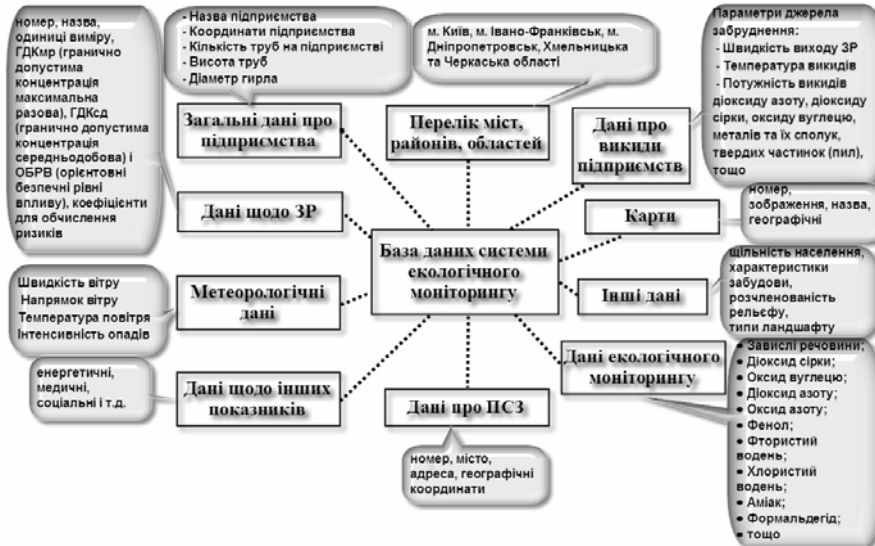 номер, назва,
одиниці виміру,
ГДКмр (гранично
допустима
концентрація
максимальна
разова), ГДКсд
(гранично допустима
концентрація
середньодобова) і
ОБРВ (орієнтовні
безпечні рівні
впливу), коефіцієнти
для обчислення
ризиків
- Назва підприємства
- Координати підприємства
- Кількість труб на підприємстві
- Висота труб
- Діаметр гирла
м. Київ, м. Івано-Франківськ, м.
Дніпропетровськ, Хмельницька
та Черкаська області
Параметри джерела
забруднення:
- Швидкість виходу ЗР
- Температура викидів
- Потужність викидів
діоксиду азоту, діоксиду
сірки, оксиду вуглецю,
металів та їх сполук,
твердих частинок (пил),
тощо
Загальні дані про
підприємства
Перелік міст,
районів, областей
Дані про
викиди
підприємств
Дані щодо ЗР
Карти
номер,
зображення, назва,
географічні
База даних системи
екологічного
моніторингу
Швидкість вітру
Напрямок вітру
Температура повітря
Інтенсивність опадів
Метеорологічні
дані
Інші дані
щільність населення,
характеристики
забудови,
розчленованість
рельєфу,
типи ландшафту
енергетичні,
медичні,
соціальні і т.д.
Дані щодо інших
показників
Дані про ПСЗ
номер, місто,
адреса, географічні
координати
Дані екологічного
моніторингу
• Завислі речовини;
• Діоксид сірки;
• Оксид вуглецю;
• Діоксид азоту;
• Оксид азоту;
• Фенол;
• Фтористий
водень;
• Хлористий
водень;
• Аміак;
• Формальдегід;
• тощо